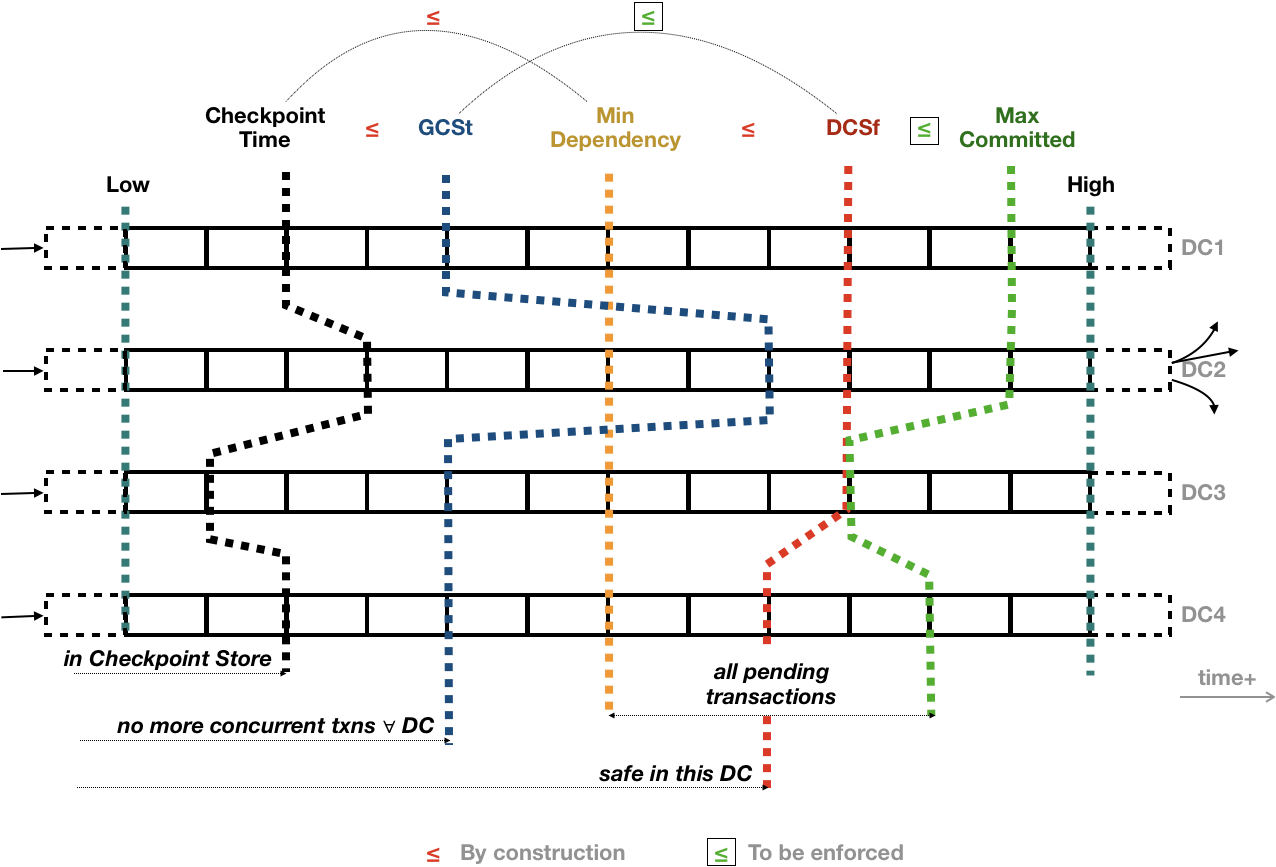 ≤
≤
Checkpoint
Time
≤
GCSt
Min
Dependency
≤
DCSf
≤
Max
Committed
Low
High
DC1
DC2
DC3
DC4
in Checkpoint Store
all pending
transactions
time+
no more concurrent txns ∀ DC
safe in this DC
≤ By construction
≤ To be enforced